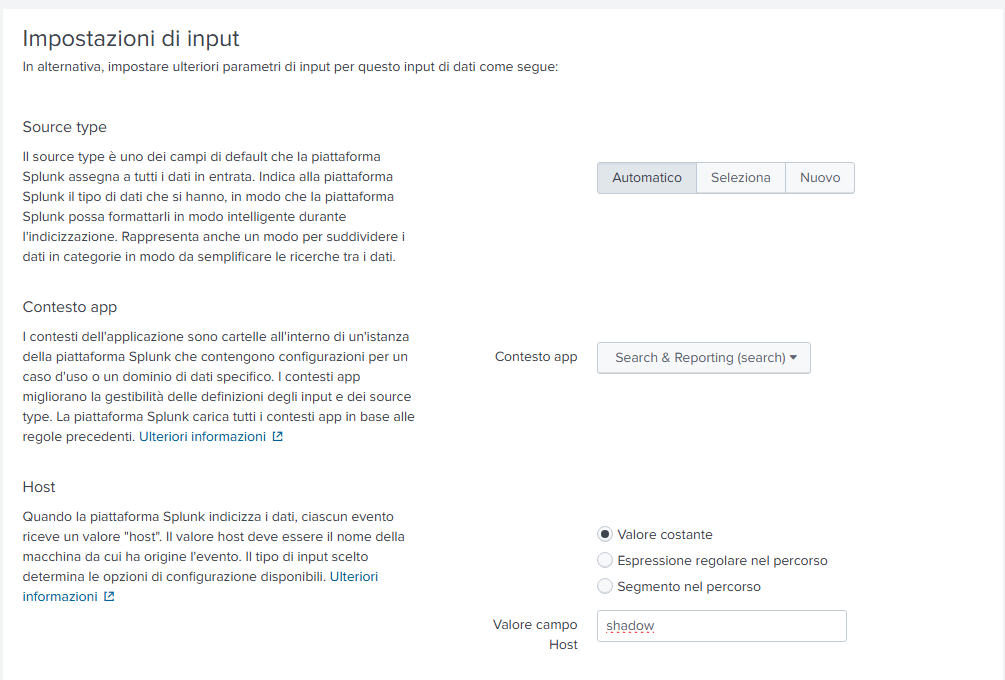 Impostazioni di input
In alternativa, impostare ulteriori parametri di input per questo input di dati come segue:
Source type
Il source type è uno dei campi di default che la piattaforma
Splunk assegna a tutti i dati in entrata. Indica alla piattaforma
Splunk il tipo di dati che si hanno, in modo che la piattaforma
Splunk possa formattarli in modo intelligente durante
l'indicizzazione. Rappresenta anche un modo per suddividere i
dati in categorie in modo da semplificare le ricerche tra i dati.
Automatico Seleziona Nuovo
Contesto app
I contesti dell'applicazione sono cartelle all'interno di un'istanza
della piattaforma Splunk che contengono configurazioni per un
caso d'uso o un dominio di dati specifico. I contesti app
migliorano la gestibilità delle definizioni degli input e dei source
type. La piattaforma Splunk carica tutti i contesti app in base alle
regole precedenti. Ulteriori informazioni
Contesto app
Search & Reporting (search)
Host
Quando la piattaforma Splunk indicizza i dati, ciascun evento
riceve un valore "host". Il valore host deve essere il nome della
macchina da cui ha origine l'evento. Il tipo di input scelto
determina le opzioni di configurazione disponibili. Ulteriori
informazioni
Valore costante
Espressione regolare nel percorso
Segmento nel percorso
Valore campo
Host
shadow